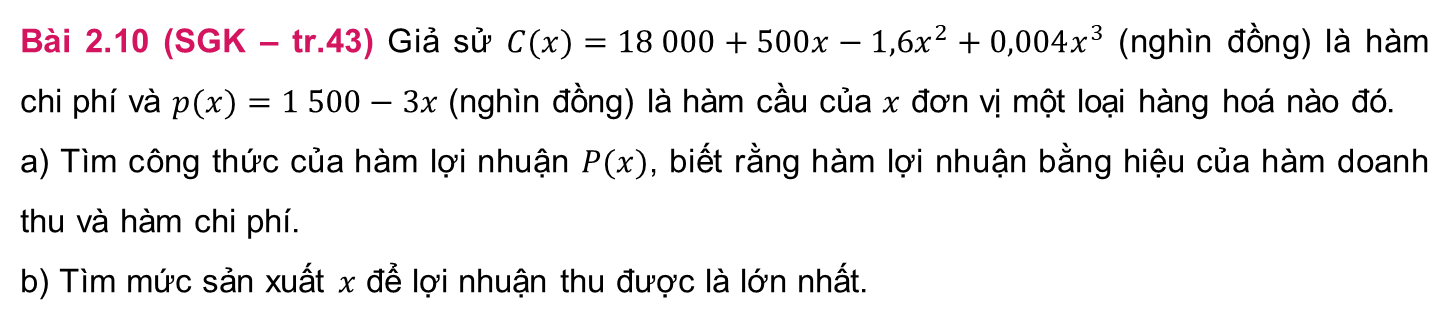 Bài 2.10 (SGK – tr.43) Giả sử C(x) = 18 000 + 500x − 1,6x² + 0,004x³ (nghìn đồng) là hàm
chi phí và p(x) = 1 500 − 3x (nghìn đồng) là hàm cầu của x đơn vị một loại hàng hoá nào đó.
a) Tìm công thức của hàm lợi nhuận P(x), biết rằng hàm lợi nhuận bằng hiệu của hàm doanh
thu và hàm chi phí.
b) Tìm mức sản xuất x để lợi nhuận thu được là lớn nhất.